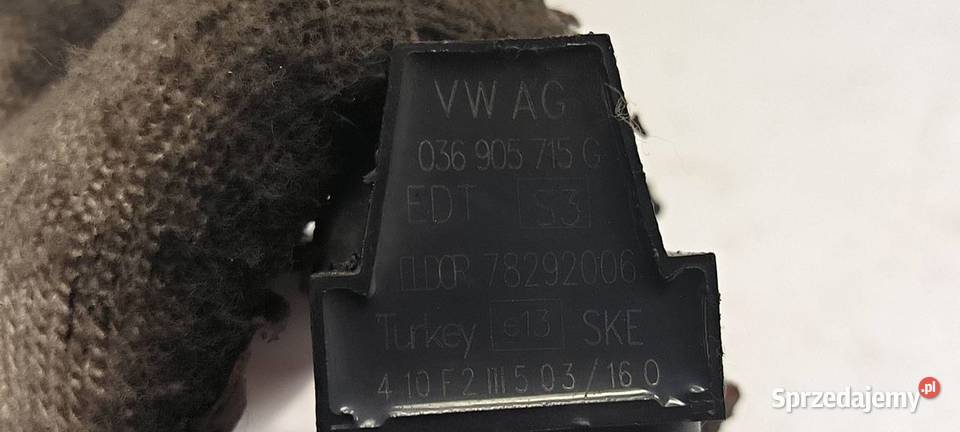 VW AG
036 905 715 G
EDT S3
ELDOR 78292006
Turkey e13 SKE
4 10 F2 III 5 03/16 0
Sprzedajemy.pl